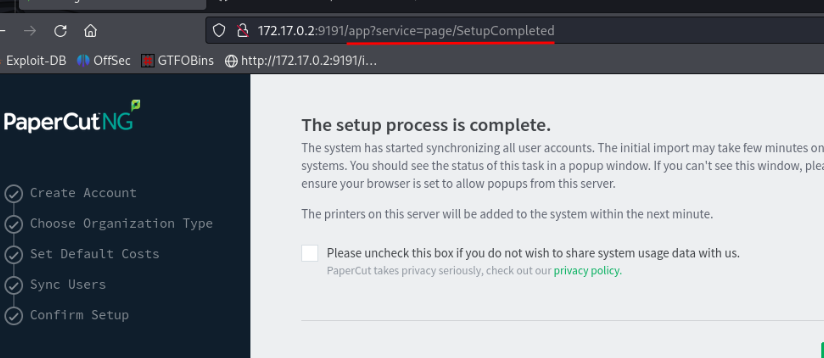 172.17.0.2:9191/app?service=page/SetupCompleted
Exploit-DB OffSec GTFOBins http://172.17.0.2:9191/i…
PaperCut NG
The setup process is complete.
The system has started synchronizing all user accounts. The initial import may take few minutes on
systems. You should see the status of this task in a popup window. If you can't see this window,
ensure your browser is set to allow popups from this server.
The printers on this server will be added to the system within the next minute.
Please uncheck this box if you do not wish to share system usage data with us.
PaperCut takes privacy seriously, check out our privacy policy.
Create Account
Choose Organization Type
Set Default Costs
Sync Users
Confirm Setup